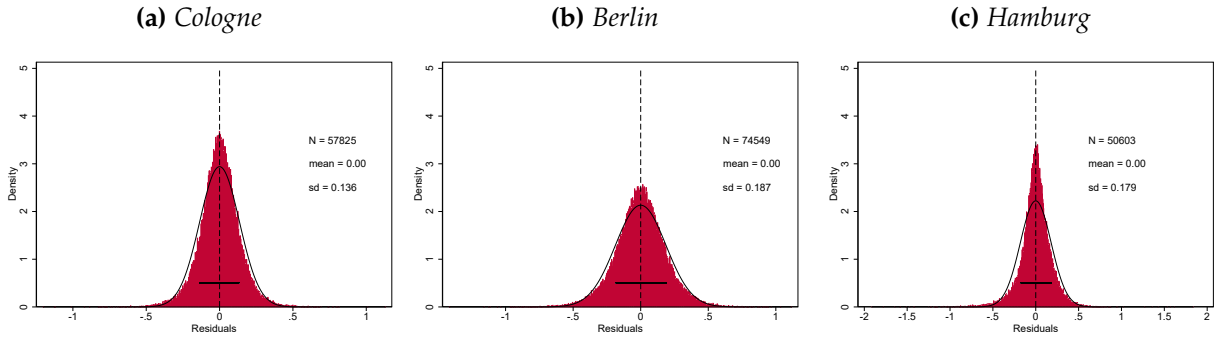 (a) Cologne
5
4
3
2
1
0
Density
N = 57825
mean = 0.00
sd = 0.136
-1
-.5
0
.5
1
Residuals
(b) Berlin
5
4
3
2
1
0
Density
N = 74549
mean = 0.00
sd = 0.187
-1
-.5
0
.5
1
Residuals
(c) Hamburg
5
4
3
2
1
0
Density
N = 50603
mean = 0.00
sd = 0.179
-2
-1.5
-1
-.5
0
.5
1
1.5
2
Residuals